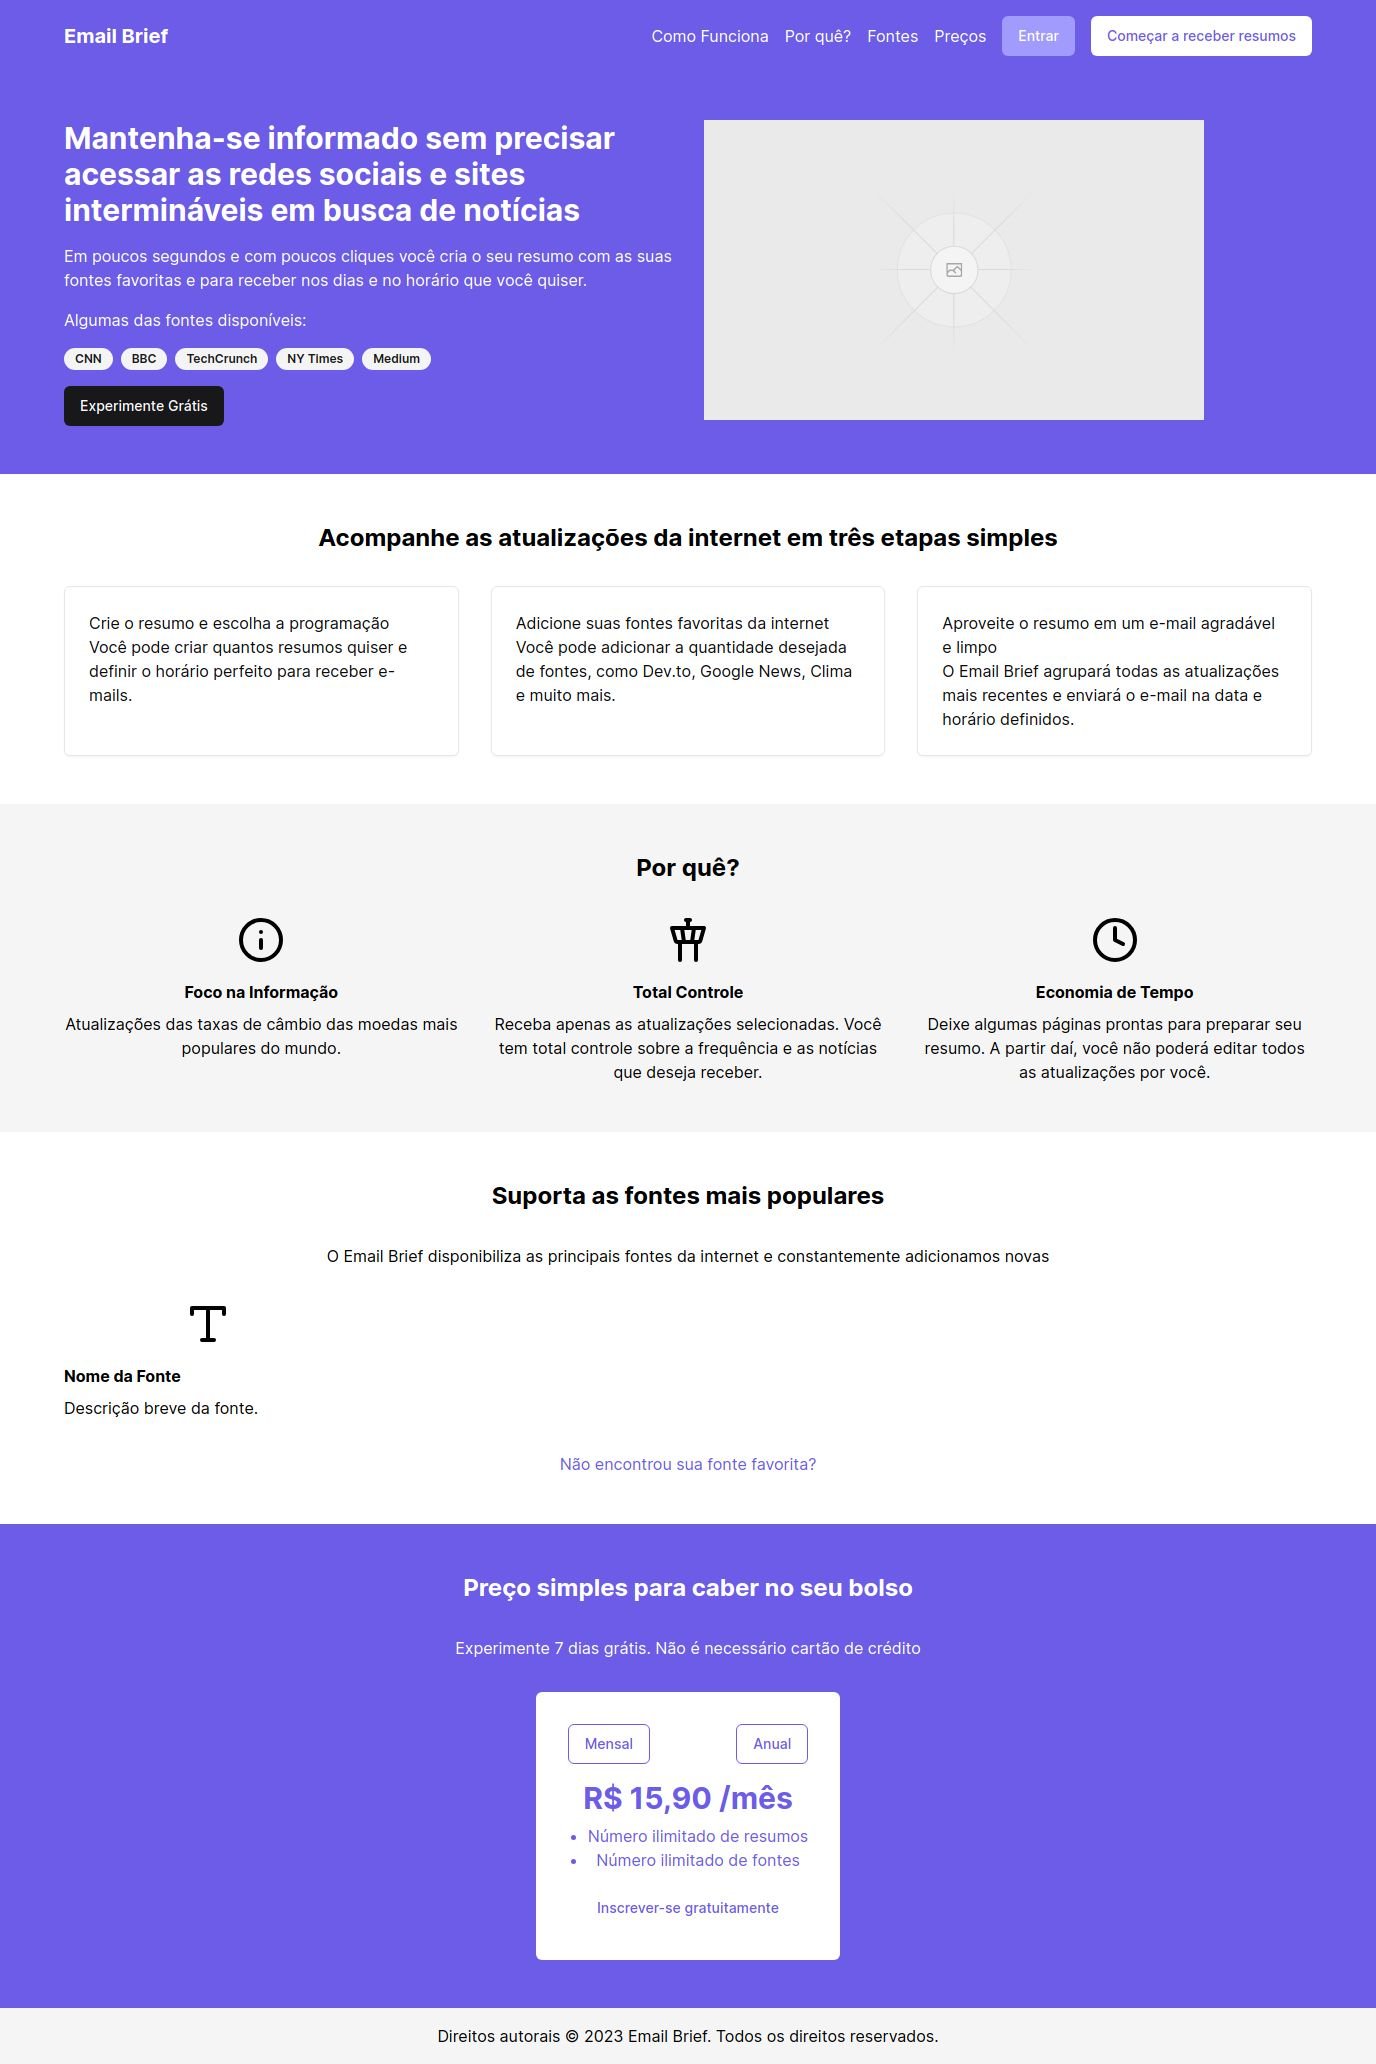 Email Brief
Como Funciona
Por quê?
Fontes
Preços
Entrar
Começar a receber resumos
Mantenha-se informado sem precisar
acessar as redes sociais e sites
intermináveis em busca de notícias
Em poucos segundos e com poucos cliques você cria o seu resumo com as suas
fontes favoritas e para receber nos dias e no horário que você quiser.
Algumas das fontes disponíveis:
CNN
BBC
TechCrunch
NY Times
Medium
Experimente Grátis
Acompanhe as atualizações da internet em três etapas simples
Crie o resumo e escolha a programação
Você pode criar quantos resumos quiser e
definir o horário perfeito para receber e-
mails.
Adicione suas fontes favoritas da internet
Você pode adicionar a quantidade desejada
de fontes, como Dev.to, Google News, Clima
e muito mais.
Aproveite o resumo em um e-mail agradável
e limpo
O Email Brief agrupará todas as atualizações
mais recentes e enviará o e-mail na data e
horário definidos.
Por quê?
Foco na Informação
Atualizações das taxas de câmbio das moedas mais
populares do mundo.
Total Controle
Receba apenas as atualizações selecionadas. Você
tem total controle sobre a frequência e as notícias
que deseja receber.
Economia de Tempo
Deixe algumas páginas prontas para preparar seu
resumo. A partir daí, você não poderá editar todos
as atualizações por você.
Suporta as fontes mais populares
O Email Brief disponibiliza as principais fontes da internet e constantemente adicionamos novas
Nome da Fonte
Descrição breve da fonte.
Não encontrou sua fonte favorita?
Preço simples para caber no seu bolso
Experimente 7 dias grátis. Não é necessário cartão de crédito
Mensal
Anual
R$ 15,90 /mês
• Número ilimitado de resumos
• Número ilimitado de fontes
Inscrever-se gratuitamente
Direitos autorais © 2023 Email Brief. Todos os direitos reservados.